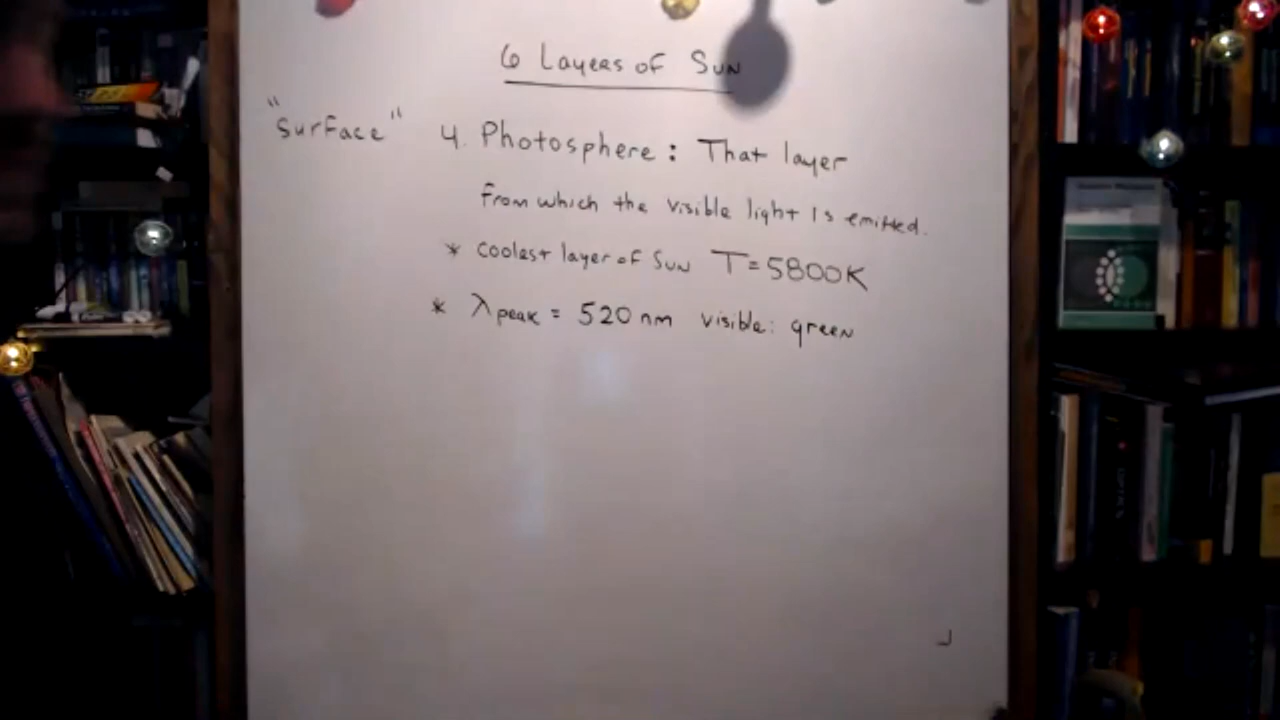 6 Layers of Sun
"surface" 4. Photosphere: That layer
from which the visible light is emitted.
* coolest layer of Sun T=5800K
* λpeak = 520 nm visible: green